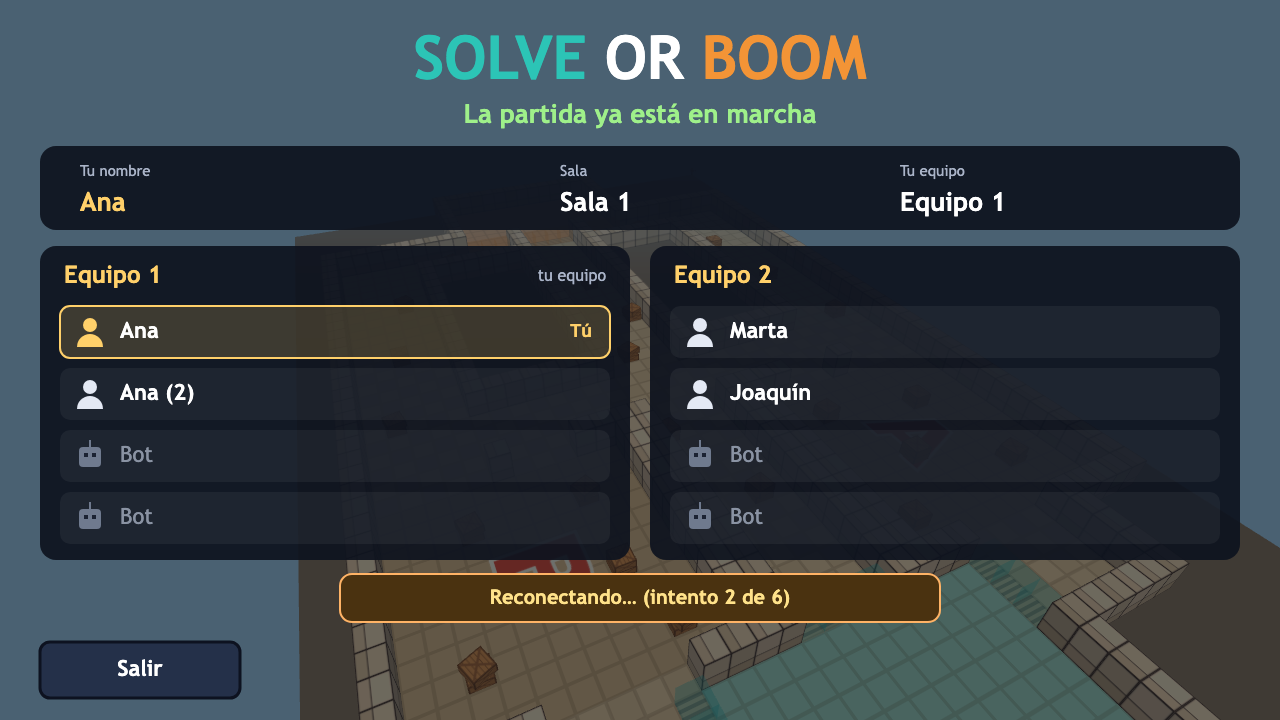 SOLVE OR BOOM
La partida ya está en marcha
Tu nombre
Ana
Sala
Sala 1
Tu equipo
Equipo 1
Equipo 1
tu equipo
Ana
Tú
Ana (2)
Bot
Bot
Equipo 2
Marta
Joaquín
Bot
Bot
Reconectando... (intento 2 de 6)
Salir